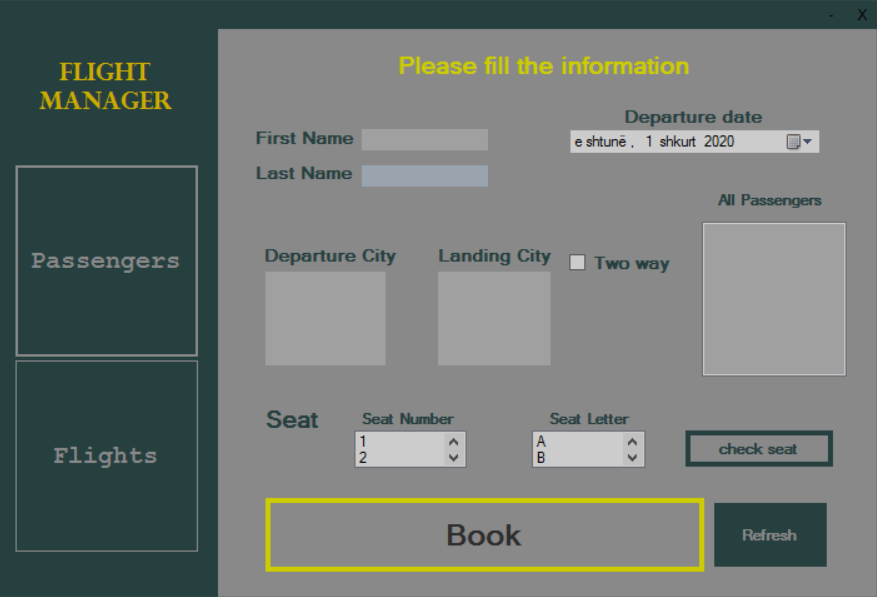 - X
FLIGHT
MANAGER
Passengers
Flights
Please fill the information
Departure date
First Name
e shtunë , 1 shkurt 2020
Last Name
All Passengers
Departure City
Landing City
Two way
Seat
Seat Number
Seat Letter
1
2
A
B
check seat
Book
Refresh